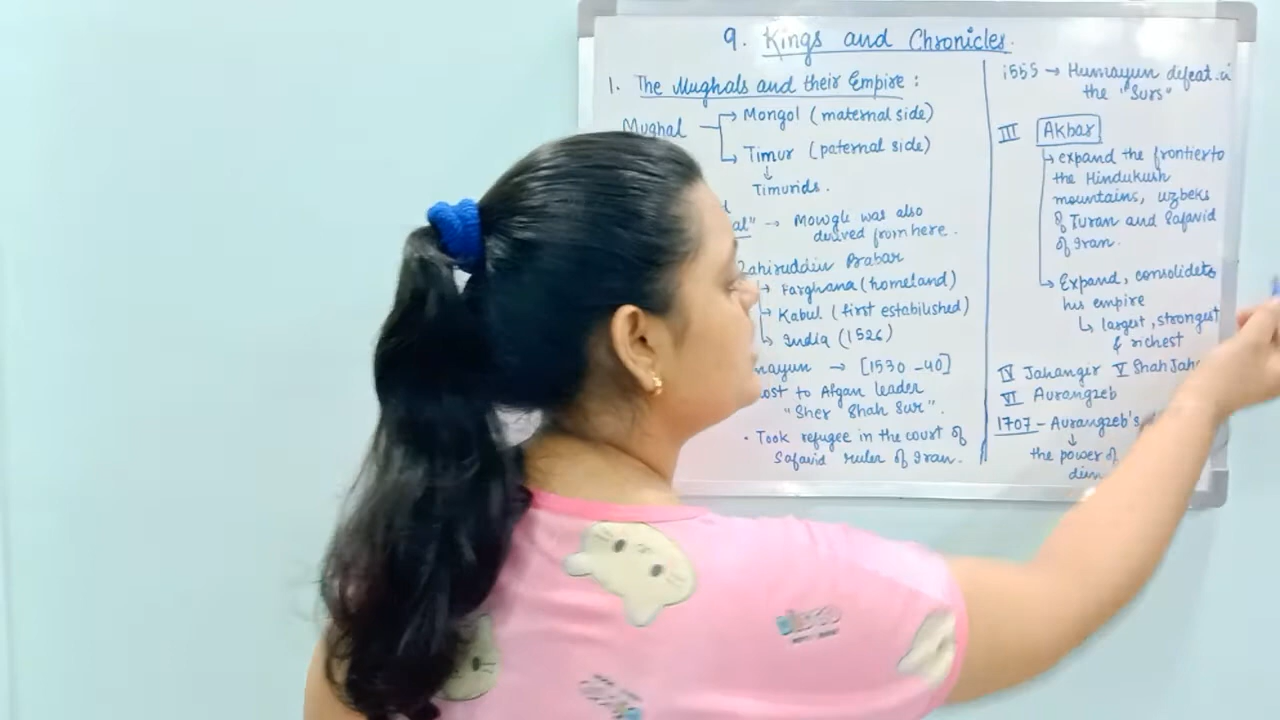 9. Kings and Chronicles.
1. The Mughals and their Empire :
Mughal → Mongol (maternal side)
→ Timur (paternal side)
↓
Timurids.
"al" → Mowgli was also
derived from here.
Zahiruddin Babar
→ Farghana (homeland)
→ Kabul (first established)
→ India (1526)
→ [1530 - 40]
to Afgan leader
"Sher Shah Sur".
• Took refugee in the court of
Safavid ruler of Iran.
1555 → Humayun
the "Surs"
III Akbar
→ expand the frontier to
the Hindukush
mountains, uzbeks
of Turan and Safavid
of Iran.
→ Expand, consolidate
his empire
↳ largest, strongest
& richest
IV Jahangir V Shah
VI Aurangzeb
1707 - Aurangzeb's
↓
the power of